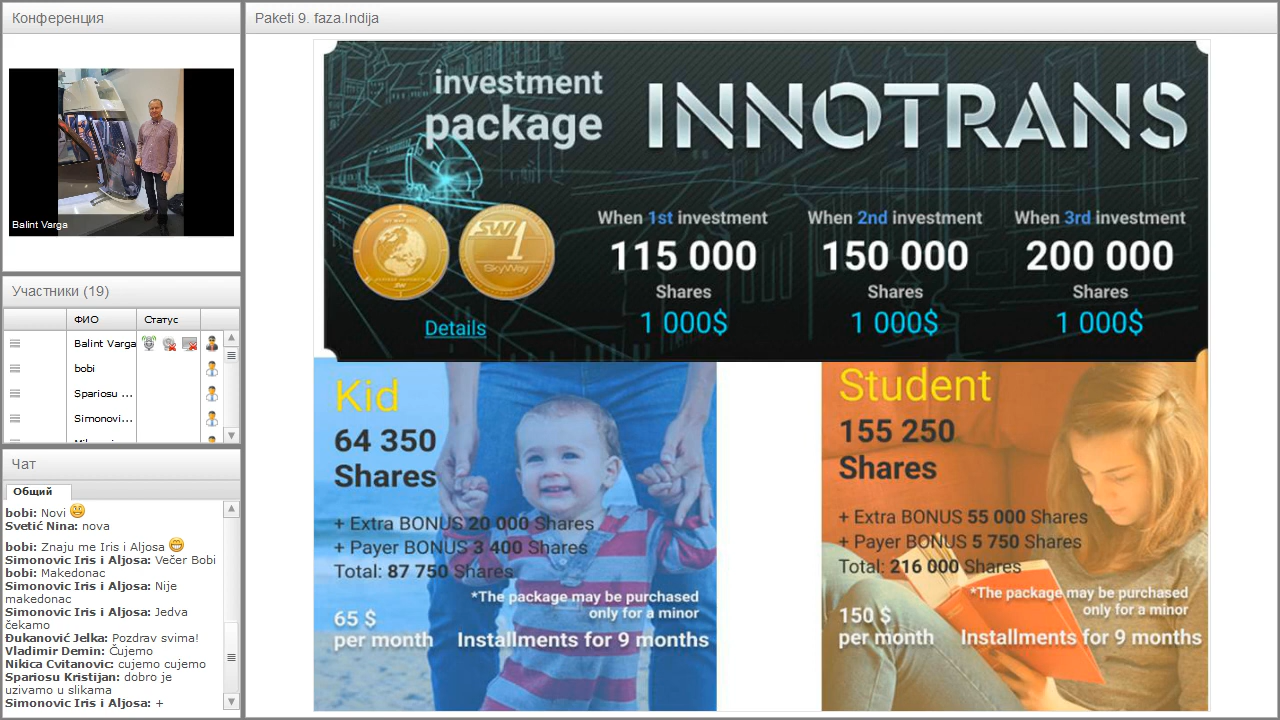 Конференция
Balint Varga
Участники (19)
ФИО
Статус
Balint Varga
bobi
Spariosu ...
Simonovi...
Чат
Общий
bobi: Novi
Svetić Nina: nova
bobi: Znaju me Iris i Aljosa
Simonovic Iris i Aljosa: Večer Bobi
bobi: Makedonac
Simonovic Iris i Aljosa: Nije
makedonac
Simonovic Iris i Aljosa: Jedva
čekamo
Đukanović Jelka: Pozdrav svima!
Vladimir Demin: Čujemo
Nikica Cvitanovic: cujemo cujemo
Spariosu Kristijan: dobro je
uzivamo u slikama
Simonovic Iris i Aljosa: +
Paketi 9. faza.Indija
investment
package
INNOTRANS
SW
1
SkyWay
Details
When 1st investment
115 000
Shares
1 000$
When 2nd investment
150 000
Shares
1 000$
When 3rd investment
200 000
Shares
1 000$
Kid
64 350
Shares
+ Extra BONUS 20 000 Shares
+ Payer BONUS 3 400 Shares
Total: 87 750 Shares
*The package may be purchased
only for a minor
65 $
per month
Installments for 9 months
Student
155 250
Shares
+ Extra BONUS 55 000 Shares
+ Payer BONUS 5 750 Shares
Total: 216 000 Shares
*The package may be purchased
only for a minor
150 $
per month
Installments for 9 months